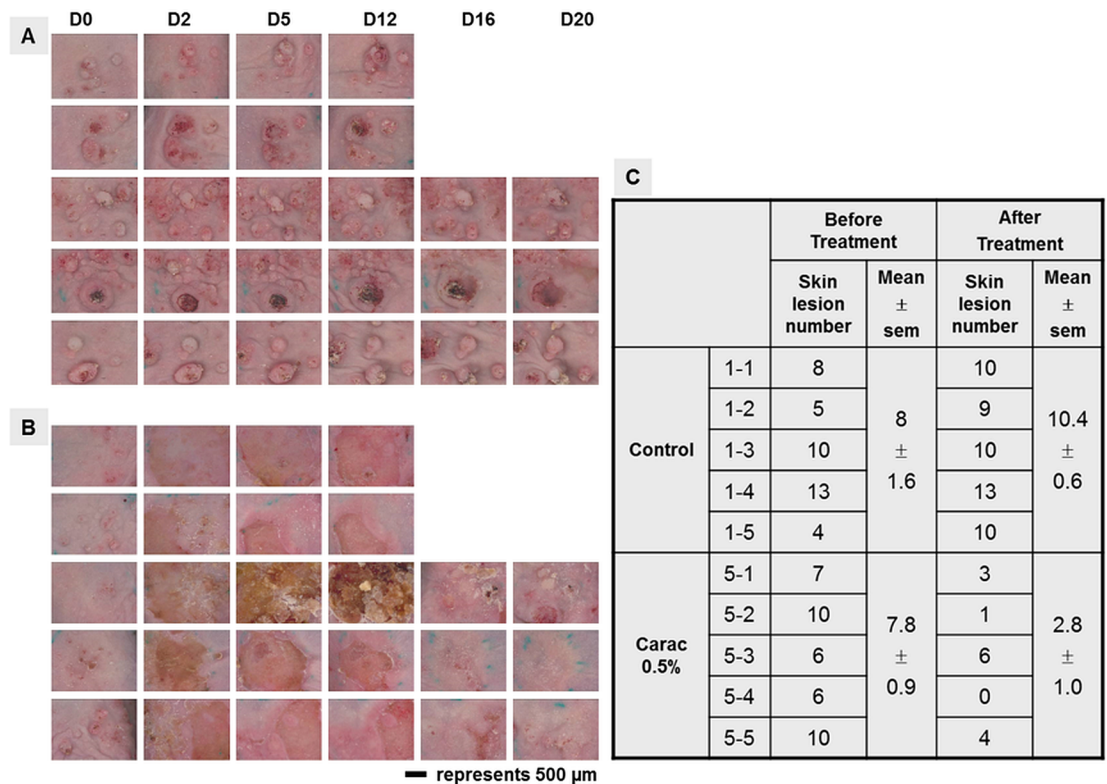 A
D0 D2 D5 D12 D16 D20
B
represents 500 µm
C
Before Treatment After Treatment
Skin lesion number Mean ± sem Skin lesion number Mean ± sem
Control
1-1 8 10
1-2 5 9
1-3 10 10
1-4 13 13
1-5 4 10
8 ± 1.6 10.4 ± 0.6
Carac 0.5%
5-1 7 3
5-2 10 1
5-3 6 6
5-4 6 0
5-5 10 4
7.8 ± 0.9 2.8 ± 1.0